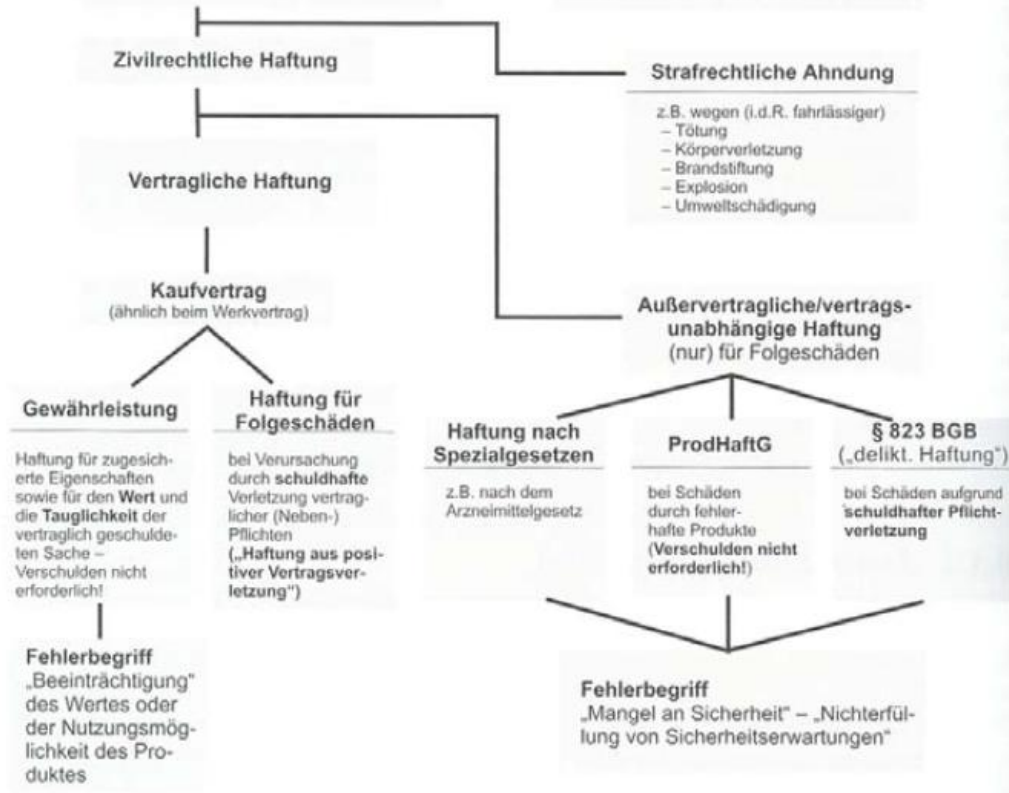 Zivilrechtliche Haftung
Strafrechtliche Ahndung
z.B. wegen (i.d.R. fahrlässiger)
– Tötung
– Körperverletzung
– Brandstiftung
– Explosion
– Umweltschädigung
Vertragliche Haftung
Kaufvertrag
(ähnlich beim Werkvertrag)
Außervertragliche/vertrags-
unabhängige Haftung
(nur) für Folgeschäden
Gewährleistung
Haftung für zugesich-
erte Eigenschaften
sowie für den Wert und
die Tauglichkeit der
vertraglich geschulde-
ten Sache –
Verschulden nicht
erforderlich!
Haftung für
Folgeschäden
bei Verursachung
durch schuldhafte
Verletzung vertrag-
licher (Neben-)
Pflichten
(„Haftung aus posi-
tiver Vertragsver-
letzung“)
Haftung nach
Spezialgesetzen
z.B. nach dem
Arzneimittelgesetz
ProdHaftG
bei Schäden
durch fehler-
hafte Produkte
(Verschulden nicht
erforderlich!)
§ 823 BGB
(„delikt. Haftung“)
bei Schäden aufgrund
schuldhafter Pflicht-
verletzung
Fehlerbegriff
„Beeinträchtigung“
des Wertes oder
der Nutzungsmög-
lichkeit des Pro-
duktes
Fehlerbegriff
„Mangel an Sicherheit“ – „Nichterfül-
lung von Sicherheitserwartungen“